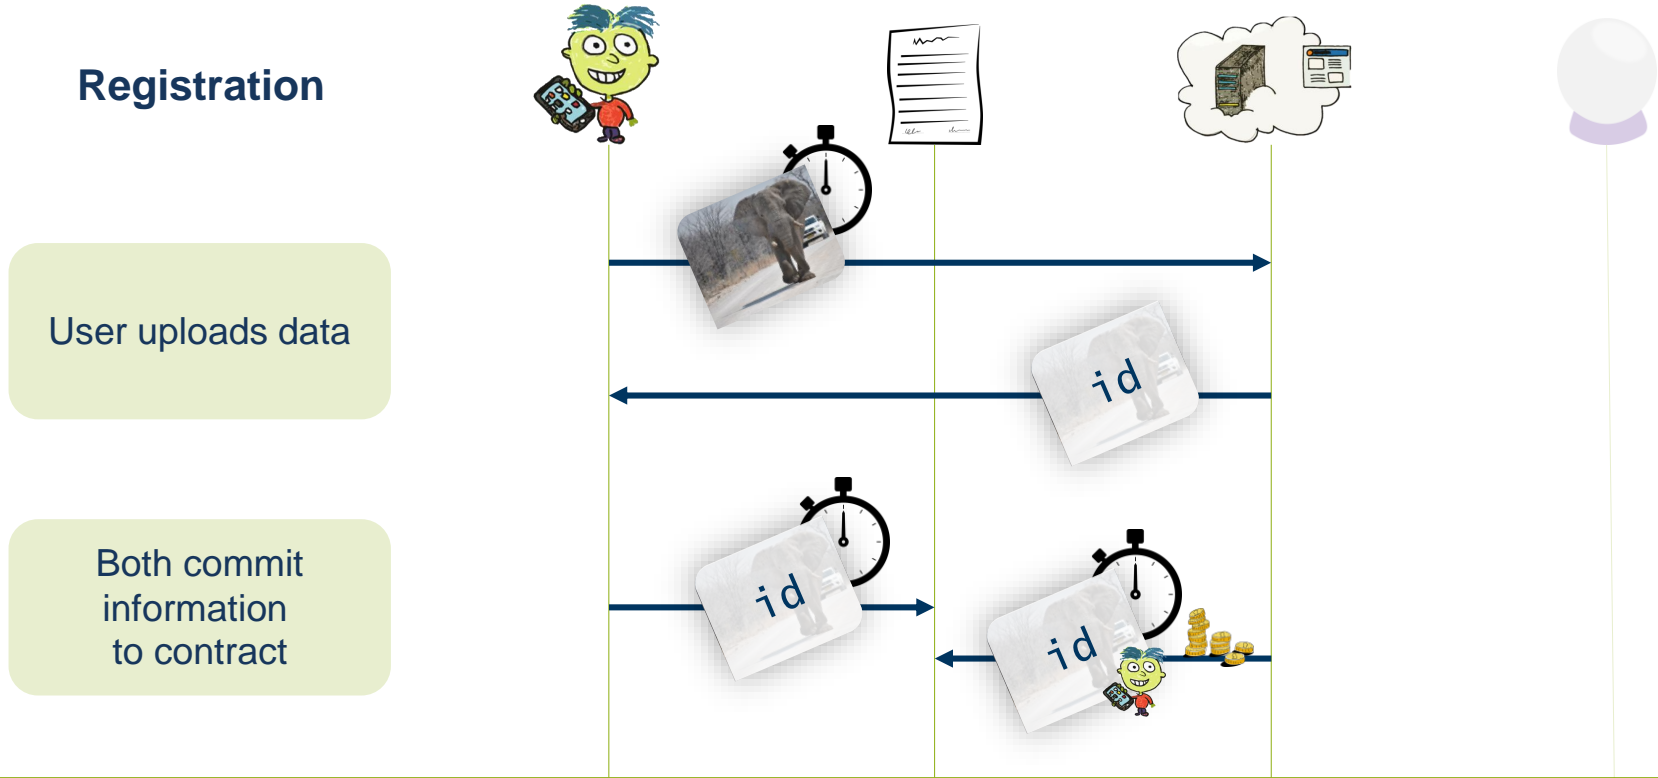 Registration
User uploads data
id
Both commit
information
to contract
id
id